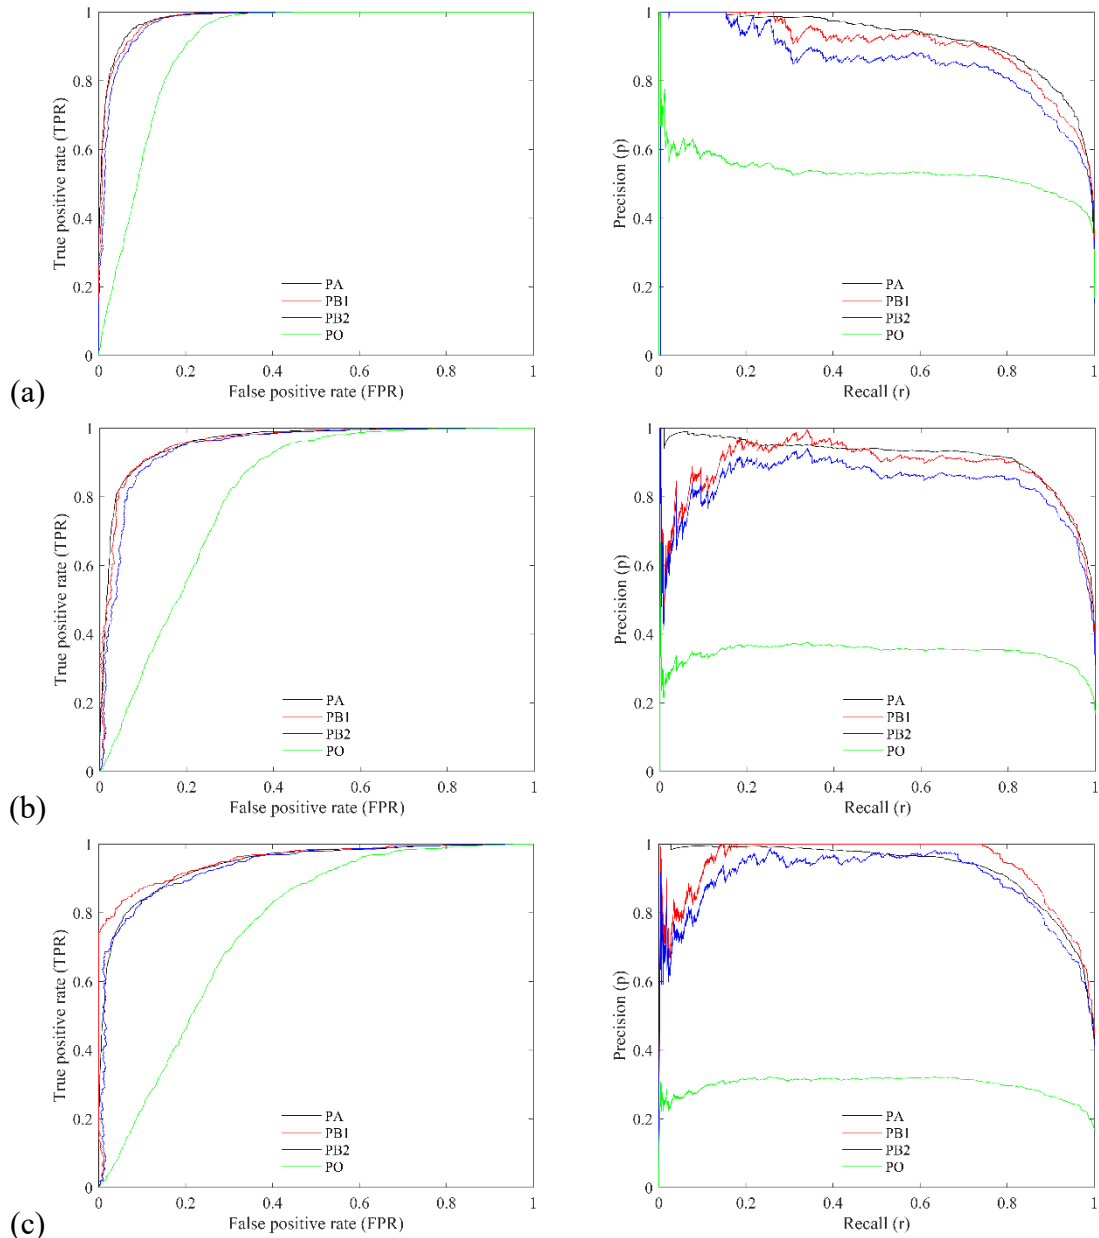 1
0.8
0.6
0.4
0.2
0
True positive rate (TPR)
PA
PB1
PB2
PO
0 0.2 0.4 0.6 0.8 1
False positive rate (FPR)
1
0.8
0.6
0.4
0.2
0
Precision (p)
PA
PB1
PB2
PO
0 0.2 0.4 0.6 0.8 1
Recall (r)
(a)
1
0.8
0.6
0.4
0.2
0
True positive rate (TPR)
PA
PB1
PB2
PO
0 0.2 0.4 0.6 0.8 1
False positive rate (FPR)
1
0.8
0.6
0.4
0.2
0
Precision (p)
PA
PB1
PB2
PO
0 0.2 0.4 0.6 0.8 1
Recall (r)
(b)
1
0.8
0.6
0.4
0.2
0
True positive rate (TPR)
PA
PB1
PB2
PO
0 0.2 0.4 0.6 0.8 1
False positive rate (FPR)
1
0.8
0.6
0.4
0.2
0
Precision (p)
PA
PB1
PB2
PO
0 0.2 0.4 0.6 0.8 1
Recall (r)
(c)